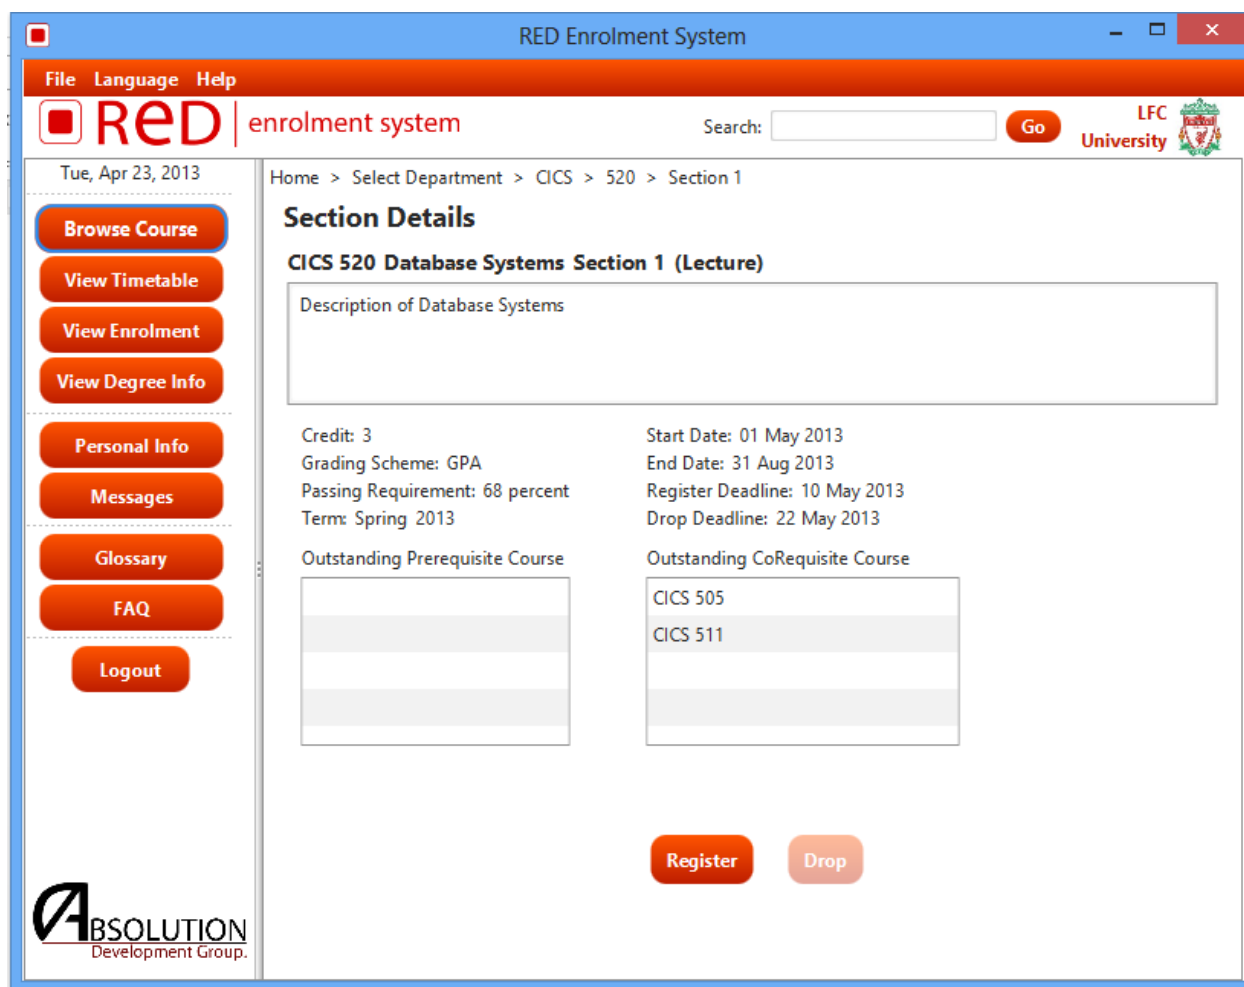 RED Enrolment System
File Language Help
ReD enrolment system
Search:
Go
LFC
University
Tue, Apr 23, 2013
Browse Course
View Timetable
View Enrolment
View Degree Info
Personal Info
Messages
Glossary
FAQ
Logout
ABSOLUTION
Development Group.
Home > Select Department > CICS > 520 > Section 1
Section Details
CICS 520 Database Systems Section 1 (Lecture)
Description of Database Systems
Credit: 3
Grading Scheme: GPA
Passing Requirement: 68 percent
Term: Spring 2013
Start Date: 01 May 2013
End Date: 31 Aug 2013
Register Deadline: 10 May 2013
Drop Deadline: 22 May 2013
Outstanding Prerequisite Course
Outstanding CoRequisite Course
CICS 505
CICS 511
Register
Drop